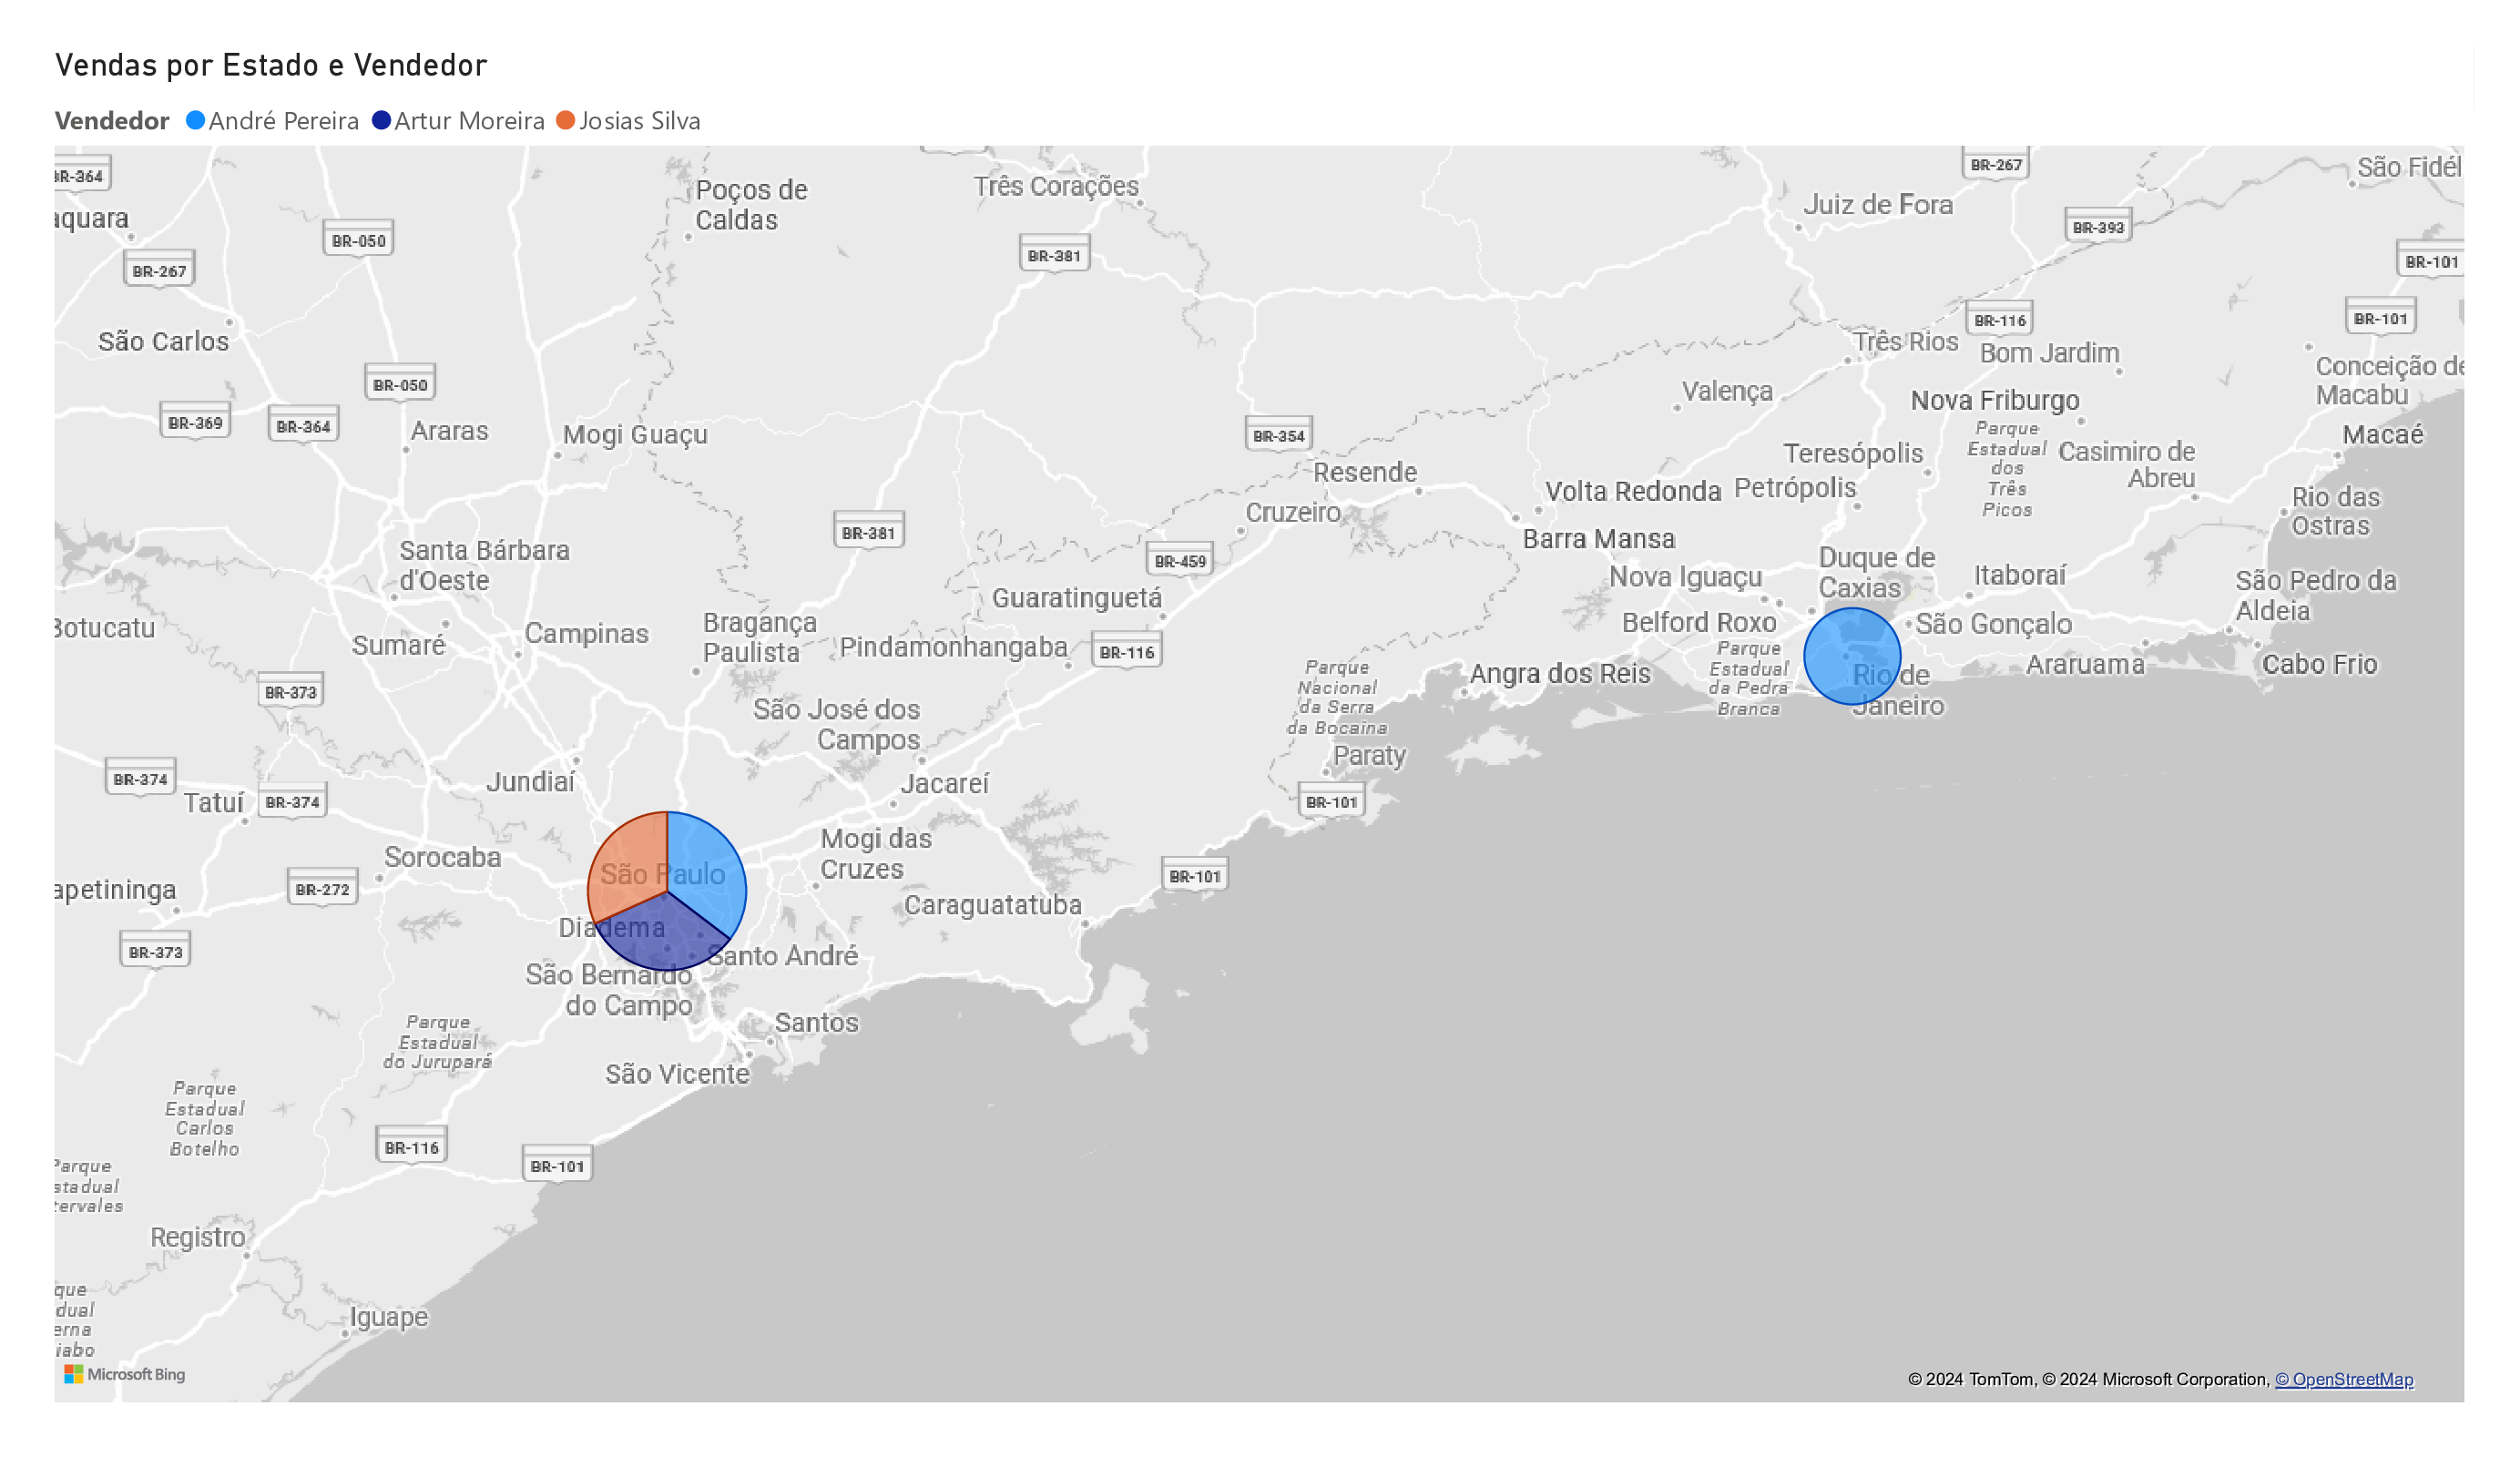 Vendas por Estado e Vendedor
Vendedor André Pereira Artur Moreira Josias Silva
BR-364
BR-267
São Fidél
Poços de
Caldas
Três Corações
Juiz de Fora
aquara
BR-050
BR-381
BR-393
BR-267
BR-101
São Carlos
BR-116
BR-101
Três Rios
Bom Jardim
Conceição de
Macabu
BR-050
Valença
Nova Friburgo
BR-369
BR-364
Araras
Mogi Guaçu
BR-354
Parque
Estadual
dos
Três
Picos
Macaé
Teresópolis
Casimiro de
Abreu
Resende
Volta Redonda
Petrópolis
Rio das
Ostras
Cruzeiro
BR-381
Barra Mansa
Santa Bárbara
d'Oeste
BR-459
Duque de
Caxias
Nova Iguaçu
Itaboraí
São Pedro da
Aldeia
Guaratinguetá
Botucatu
Sumaré
Campinas
Bragança
Paulista
Pindamonhangaba
BR-116
Belford Roxo
São Gonçalo
Parque
Estadual
da Pedra
Branca
Araruama
Cabo Frio
Rio de
Janeiro
Angra dos Reis
Parque
Nacional
da Serra
da Bocaina
BR-373
São José dos
Campos
Paraty
BR-374
Jundiaí
Jacareí
Tatuí
BR-374
BR-101
Mogi das
Cruzes
Sorocaba
São Paulo
BR-101
apetininga
BR-272
Caraguatatuba
Diadema
BR-373
Santo André
São Bernardo
do Campo
Parque
Estadual
do Jurupará
Santos
São Vicente
Parque
Estadual
Carlos
Botelho
BR-116
BR-101
Parque
stadual
tervales
Registro
que
dual
erna
iabo
Iguape
Microsoft Bing
© 2024 TomTom, © 2024 Microsoft Corporation, © OpenStreetMap